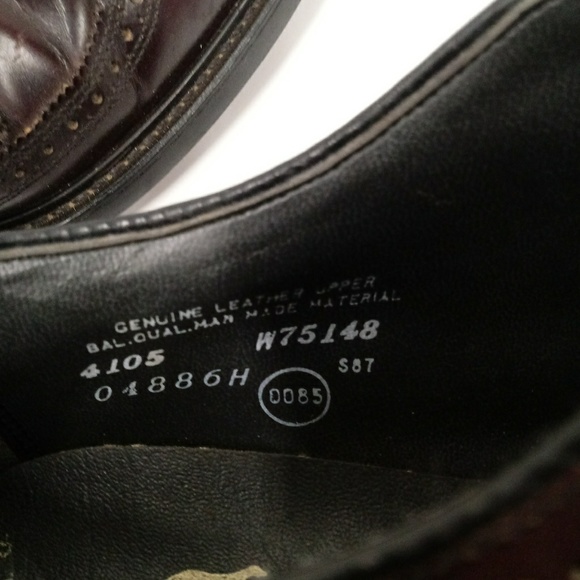 GENUINE LEATHER UPPER
BAL.QUAL.MAN MADE MATERIAL
4105 W75148
04886H 0085 S87